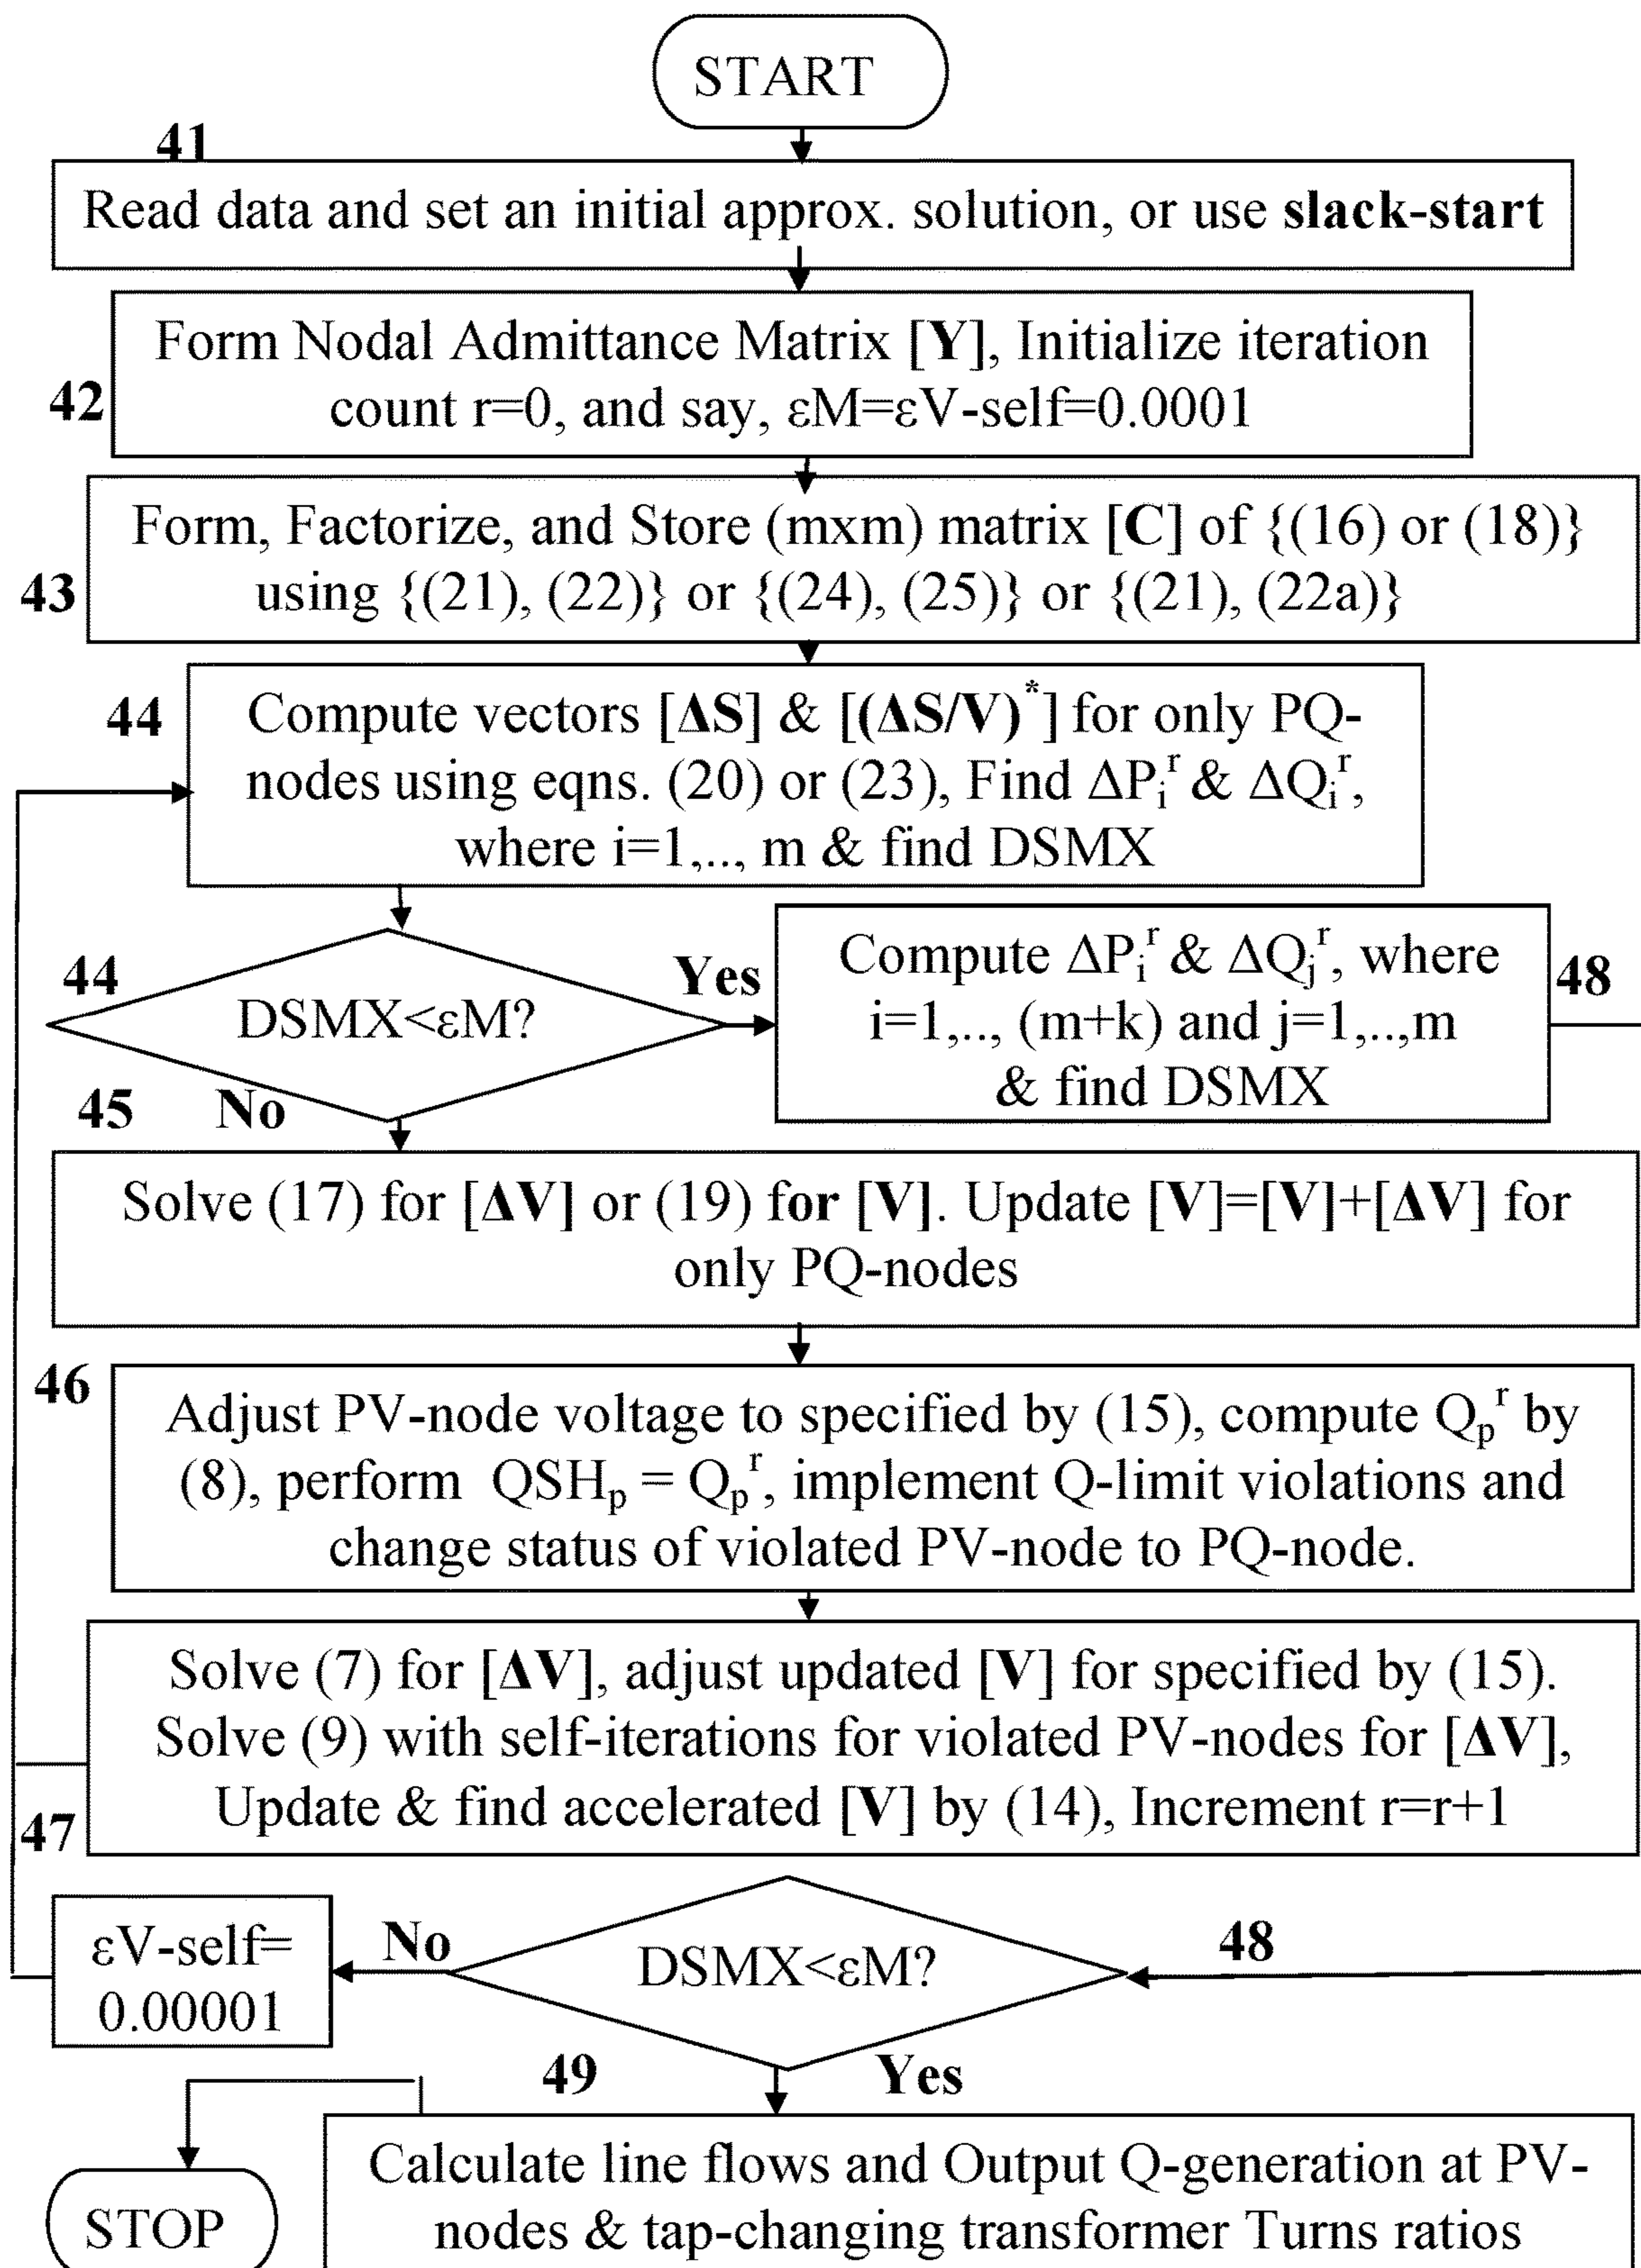 START
41
Read data and set an initial approx. solution, or use slack-start
Form Nodal Admittance Matrix [Y], Initialize iteration
42
count r=0, and say, εM=εV-self=0.0001
Form, Factorize, and Store (mxm) matrix [C] of {(16) or (18)}
43
using {(21), (22)} or {(24), (25)} or {(21), (22a)}
44
Compute vectors [ΔS] & [(ΔS/V)*] for only PQ-
nodes using eqns. (20) or (23), Find ΔPᵢʳ & ΔQᵢʳ,
where i=1,.., m & find DSMX
44
DSMX<εM?
Yes
Compute ΔPᵢʳ & ΔQⱼʳ, where
i=1,.., (m+k) and j=1,..,m
& find DSMX
48
45
No
Solve (17) for [ΔV] or (19) for [V]. Update [V]=[V]+[ΔV] for
only PQ-nodes
46
Adjust PV-node voltage to specified by (15), compute Qₚʳ by
(8), perform QSHₚ = Qₚʳ, implement Q-limit violations and
change status of violated PV-node to PQ-node.
Solve (7) for [ΔV], adjust updated [V] for specified by (15).
Solve (9) with self-iterations for violated PV-nodes for [ΔV],
Update & find accelerated [V] by (14), Increment r=r+1
47
εV-self=
0.00001
No
DSMX<εM?
48
49
Yes
Calculate line flows and Output Q-generation at PV-
nodes & tap-changing transformer Turns ratios
STOP